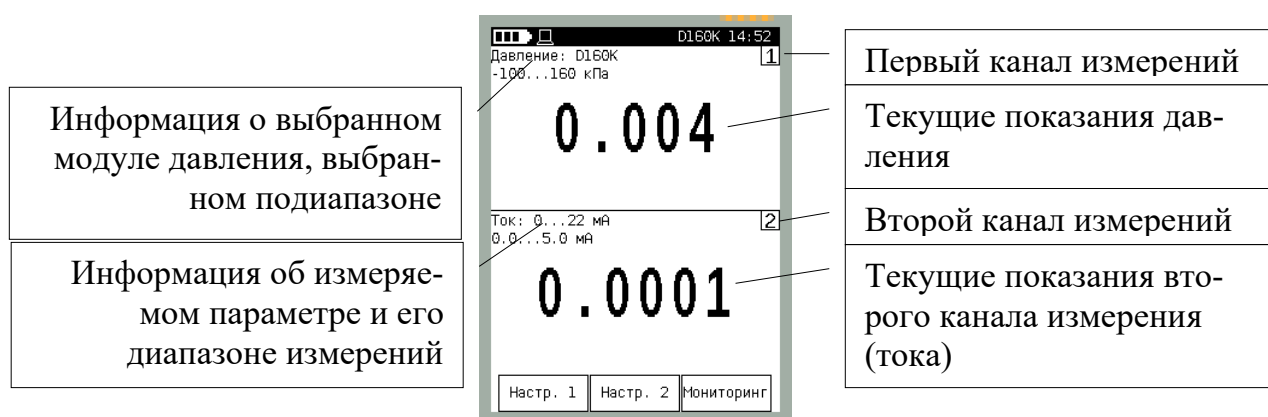 D160K 14:52
Давление: D160K
1
-100...160 кПа
0.004
Ток: 0...22 мА
2
0.0...5.0 мА
0.0001
Настр. 1
Настр. 2
Мониторинг
Информация о выбранном
модуле давления, выбран-
ном подиапазоне
Информация об измеряе-
мом параметре и его
диапазоне измерений
Первый канал измерений
Текущие показания дав-
ления
Второй канал измерений
Текущие показания вто-
рого канала измерения
(тока)